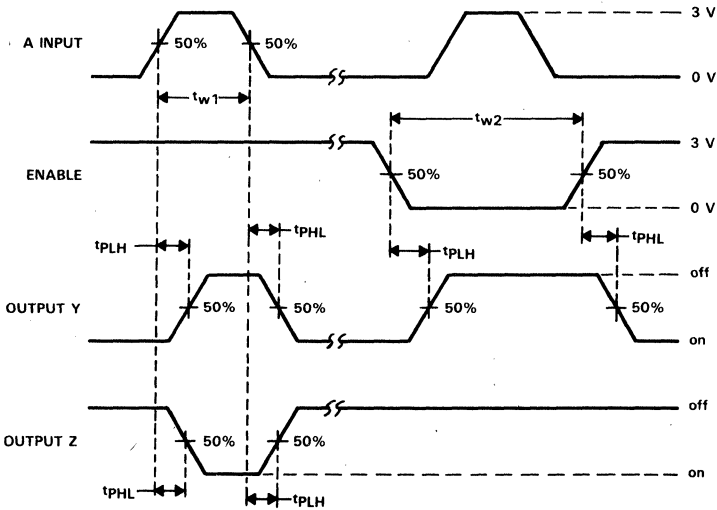 3 V
A INPUT
50%
50%
0 V
tw1
tw2
3 V
ENABLE
50%
50%
0 V
tPLH
tPHL
tPLH
tPHL
off
OUTPUT Y
50%
50%
50%
50%
on
off
OUTPUT Z
50%
50%
on
tPHL
tPLH